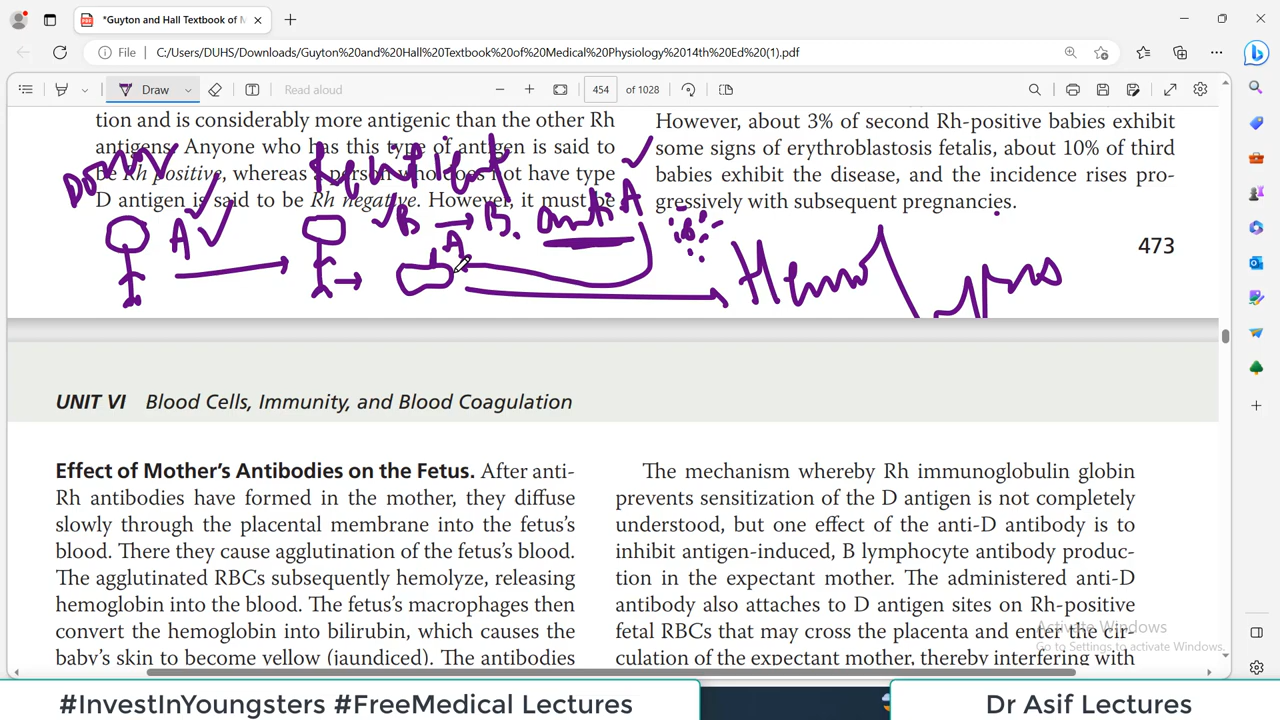 *Guyton and Hall Textbook of M
File
C:/Users/DUHS/Downloads/Guyton%20and%20Hall%20Textbook%20of%20Medical%20Physiology%2014th%20Ed%20(1).pdf
Draw
Read aloud
454 of 1028
tion and is considerably more antigenic than the other Rh
antigens. Anyone who has this type of antigen is said to
be Rh positive, whereas a person who does not have type
D antigen is said to be Rh negative. However, it must be
However, about 3% of second Rh-positive babies exhibit
some signs of erythroblastosis fetalis, about 10% of third
babies exhibit the disease, and the incidence rises pro-
gressively with subsequent pregnancies.
473
Donor
Recipient
A
B
B.
anti A
A
UNIT VI Blood Cells, Immunity, and Blood Coagulation
Effect of Mother's Antibodies on the Fetus. After anti-
Rh antibodies have formed in the mother, they diffuse
slowly through the placental membrane into the fetus's
blood. There they cause agglutination of the fetus's blood.
The agglutinated RBCs subsequently hemolyze, releasing
hemoglobin into the blood. The fetus's macrophages then
convert the hemoglobin into bilirubin, which causes the
baby's skin to become yellow (jaundiced). The antibodies
The mechanism whereby Rh immunoglobulin globin
prevents sensitization of the D antigen is not completely
understood, but one effect of the anti-D antibody is to
inhibit antigen-induced, B lymphocyte antibody produc-
tion in the expectant mother. The administered anti-D
antibody also attaches to D antigen sites on Rh-positive
fetal RBCs that may cross the placenta and enter the cir-
culation of the expectant mother, thereby interfering with
Activate Windows
Go to Settings to activate Windows.
#InvestInYoungsters #FreeMedical Lectures
Dr Asif Lectures